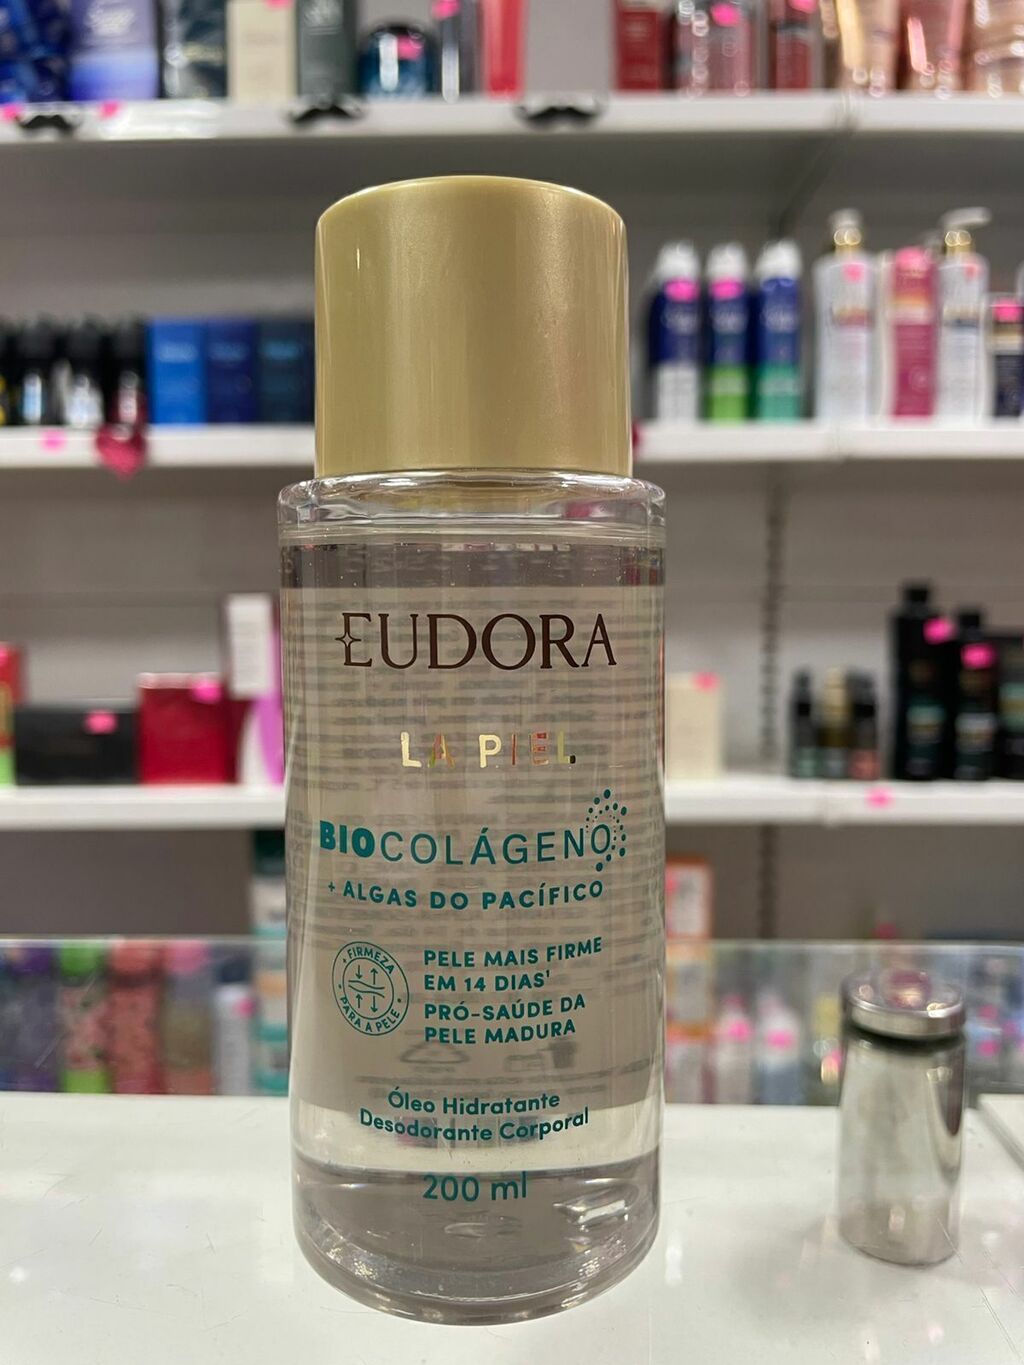 EUDORA
LA PIEL
BIOCOLÁGENO
+ ALGAS DO PACÍFICO
• FIRMEZA •
PARA A PELE
PELE MAIS FIRME
EM 14 DIAS¹
PRÓ-SAÚDE DA
PELE MADURA
Óleo Hidratante
Desodorante Corporal
200 ml